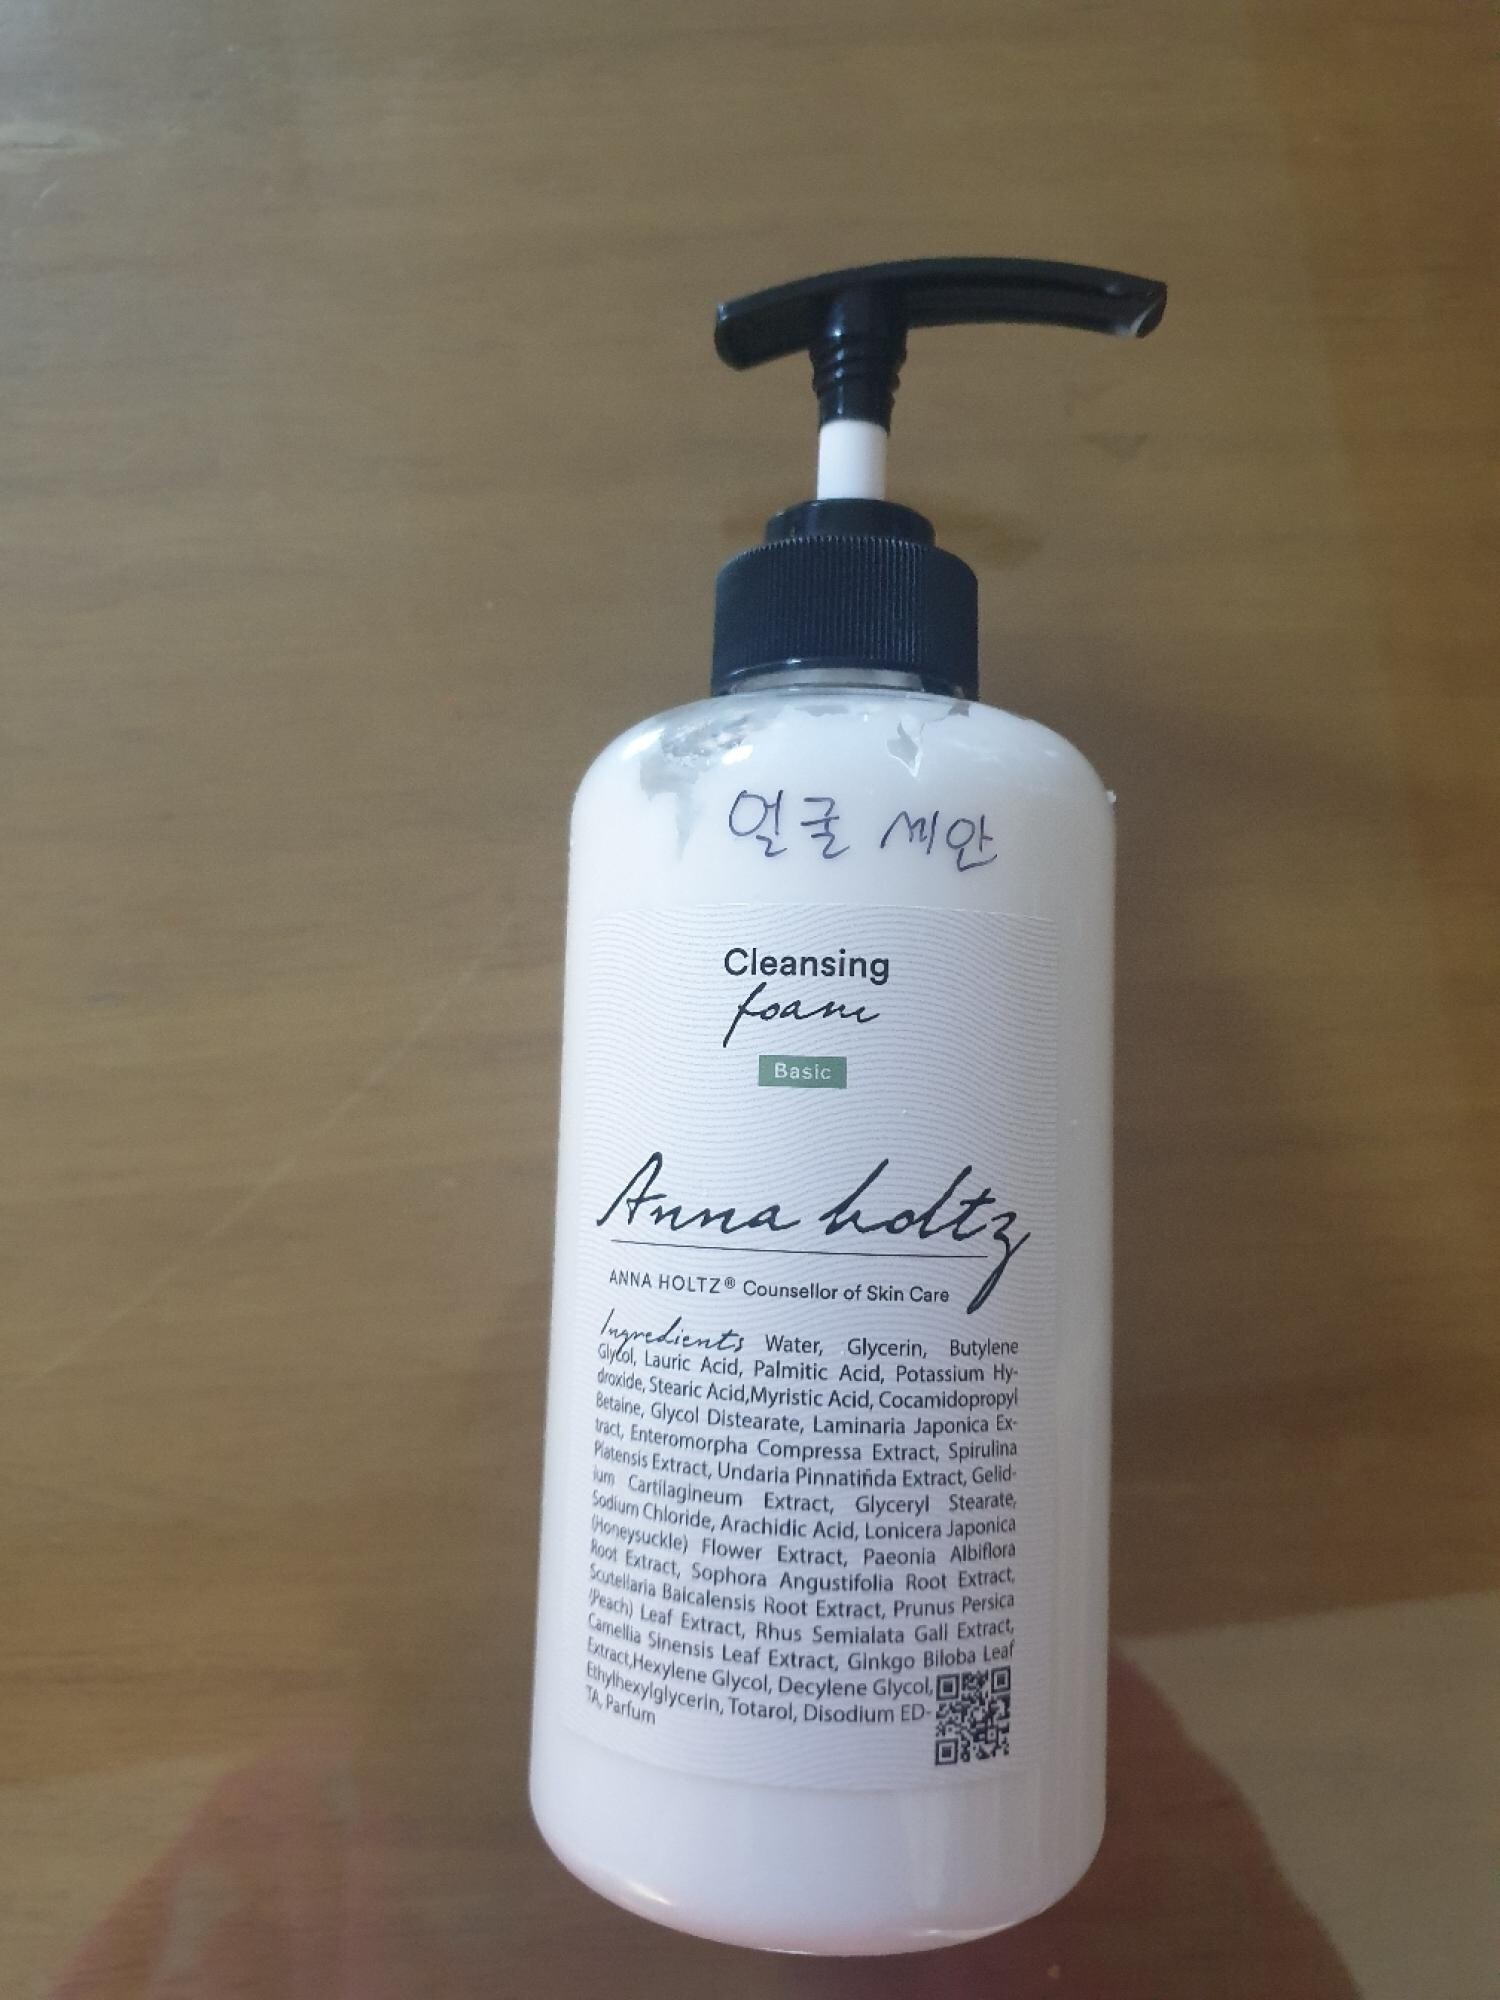 얼굴 세안
Cleansing
foam
Basic
Anna holtz
ANNA HOLTZ® Counsellor of Skin Care
Ingredients Water, Glycerin, Butylene
Glycol, Lauric Acid, Palmitic Acid, Potassium Hy-
droxide, Stearic Acid,Myristic Acid, Cocamidopropyl
Betaine, Glycol Distearate, Laminaria Japonica Ex-
tract, Enteromorpha Compressa Extract, Spirulina
Platensis Extract, Undaria Pinnatiñda Extract, Gelid-
ium Cartilagineum Extract, Glyceryl Stearate,
Sodium Chloride, Arachidic Acid, Lonicera Japonica
(Honeysuckle) Flower Extract, Paeonia Albiflora
Root Extract, Sophora Angustifolia Root Extract,
Scutellaria Baicalensis Root Extract, Prunus Persica
(Peach) Leaf Extract, Rhus Semialata Gall Extract,
Camellia Sinensis Leaf Extract, Ginkgo Biloba Leaf
Extract,Hexylene Glycol, Decylene Glycol,
Ethylhexylglycerin, Totarol, Disodium ED-
TA, Parfum